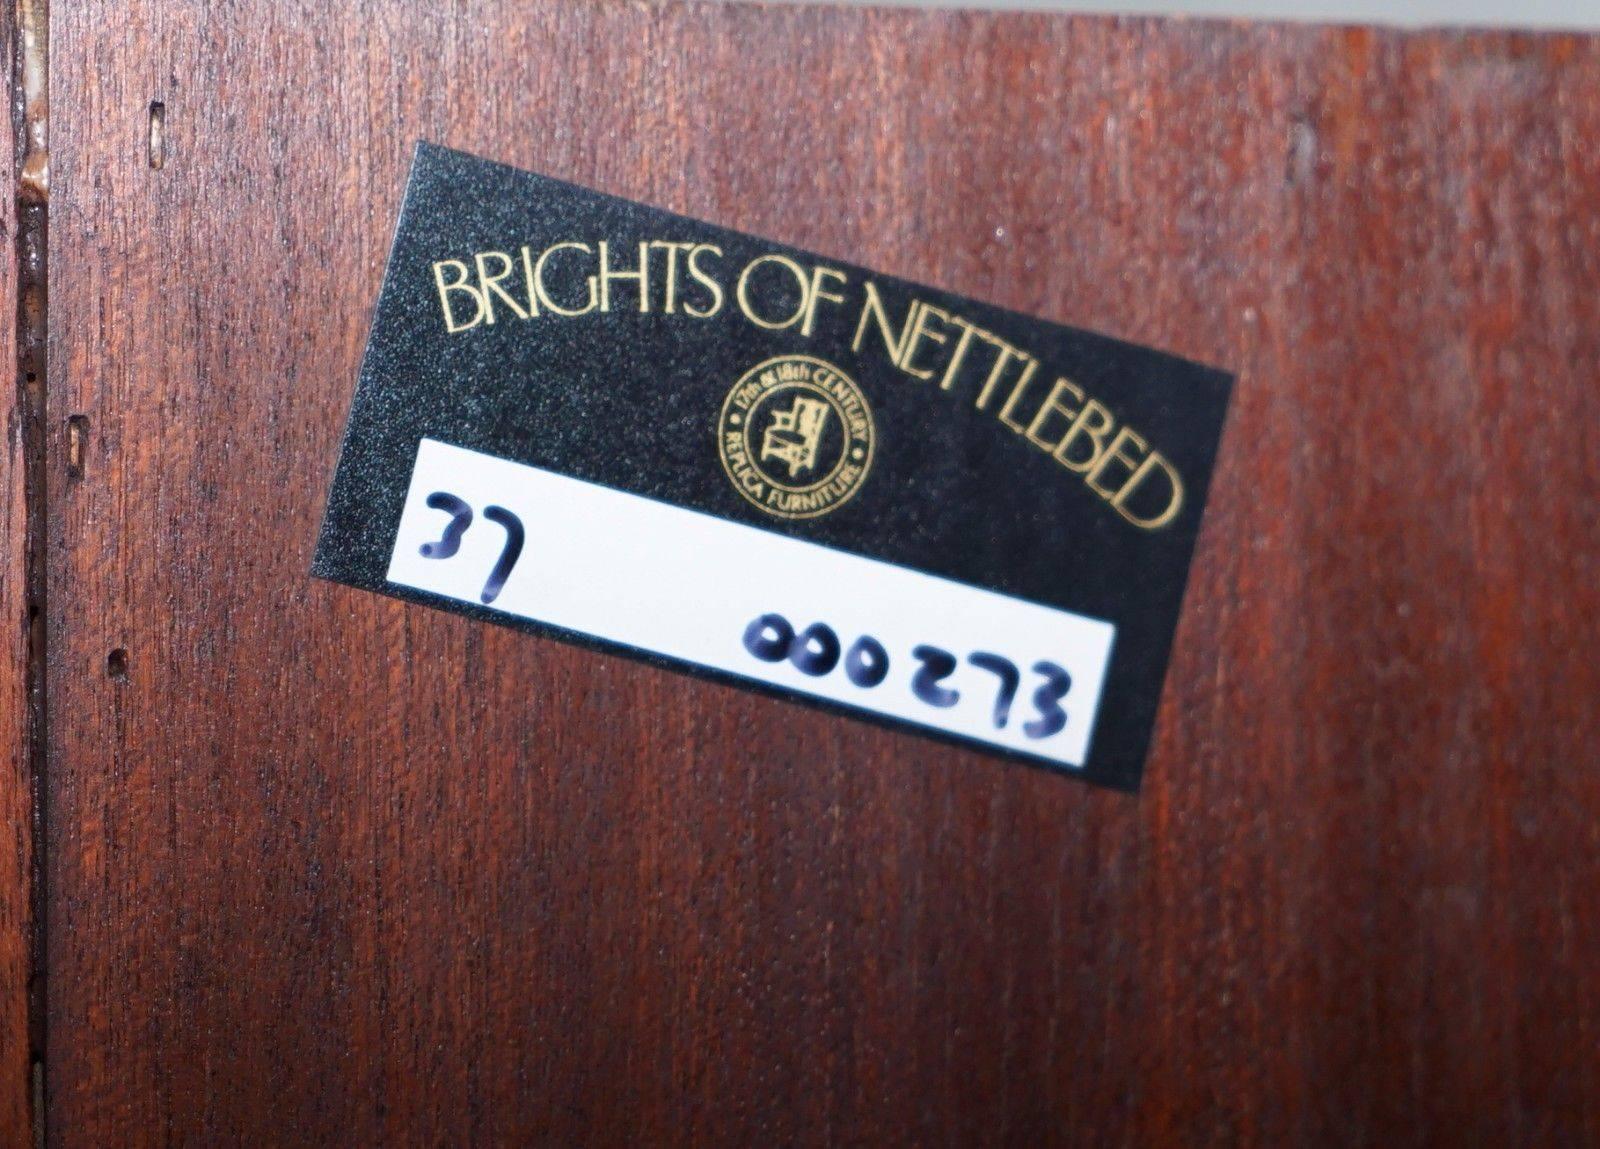 BRIGHTS OF NETTLEBED
17th & 18th CENTURY
• REPLICA FURNITURE •
37 000273